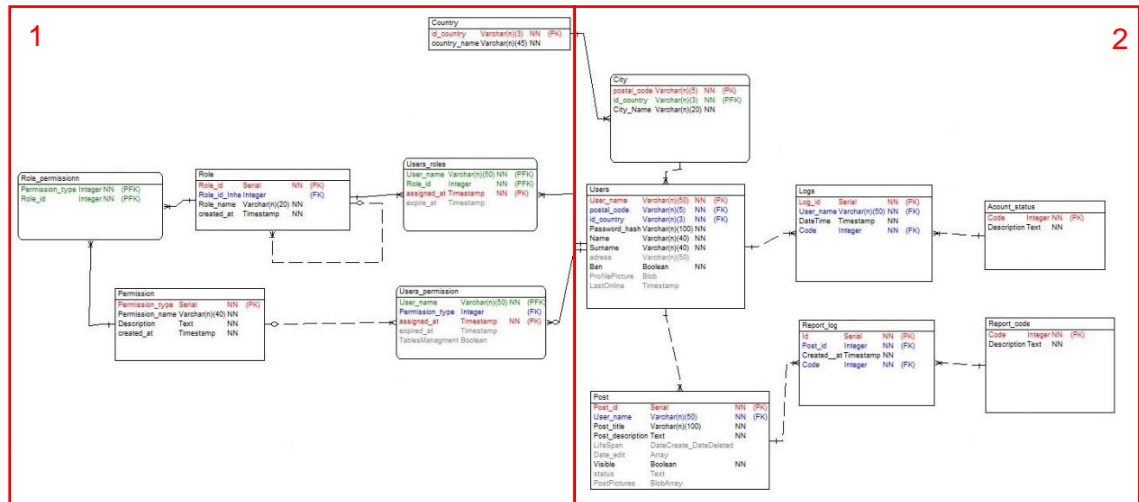 1
2
Country
id_country Varchar(n)(3) NN (PK)
country_name Varchar(n)(45) NN
City
postal_code Varchar(n)(5) NN (PK)
id_country Varchar(n)(3) NN (PFK)
City_Name Varchar(n)(20) NN
Role_permissionn
Permission_type Integer NN (PFK)
Role_id Integer NN (PFK)
Role
Role_id Serial NN (PK)
Role_id_Inhe Integer (FK)
Role_name Varchar(n)(20) NN
created_at Timestamp NN
Users_roles
User_name Varchar(n)(50) NN (PFK)
Role_id Integer NN (PFK)
assigned_at Timestamp NN (PK)
expire_at Timestamp
Users
User_name Varchar(n)(50) NN (PK)
postal_code Varchar(n)(5) NN (FK)
id_country Varchar(n)(3) NN (FK)
Password_hash Varchar(n)(100) NN
Name Varchar(n)(40) NN
Surname Varchar(n)(40) NN
adress Varchar(n)(50)
Ban Boolean NN
ProfilePicture Blob
LastOnline Timestamp
Logs
Log_id Serial NN (PK)
User_name Varchar(n)(50) NN (FK)
DateTime Timestamp NN
Code Integer NN (FK)
Acount_status
Code Integer NN (PK)
Description Text NN
Permission
Permission_type Serial NN (PK)
Permission_name Varchar(n)(40) NN
Description Text NN
created_at Timestamp NN
Users_permission
User_name Varchar(n)(50) NN (PFK)
Permission_type Integer (FK)
assigned_at Timestamp NN (PK)
expired_at Timestamp
TablesManagment Boolean
Report_log
Id Serial NN (PK)
Post_id Integer NN (FK)
Created__at Timestamp NN
Code Integer NN (FK)
Report_code
Code Integer NN (PK)
Description Text NN
Post
Post_id Serial NN (PK)
User_name Varchar(n)(50) NN (FK)
Post_title Varchar(n)(100) NN
Post_description Text NN
LifeSpan DateCreate_DateDeleted
Date_edit Array
Visible Boolean NN
status Text
PostPictures BlobArray